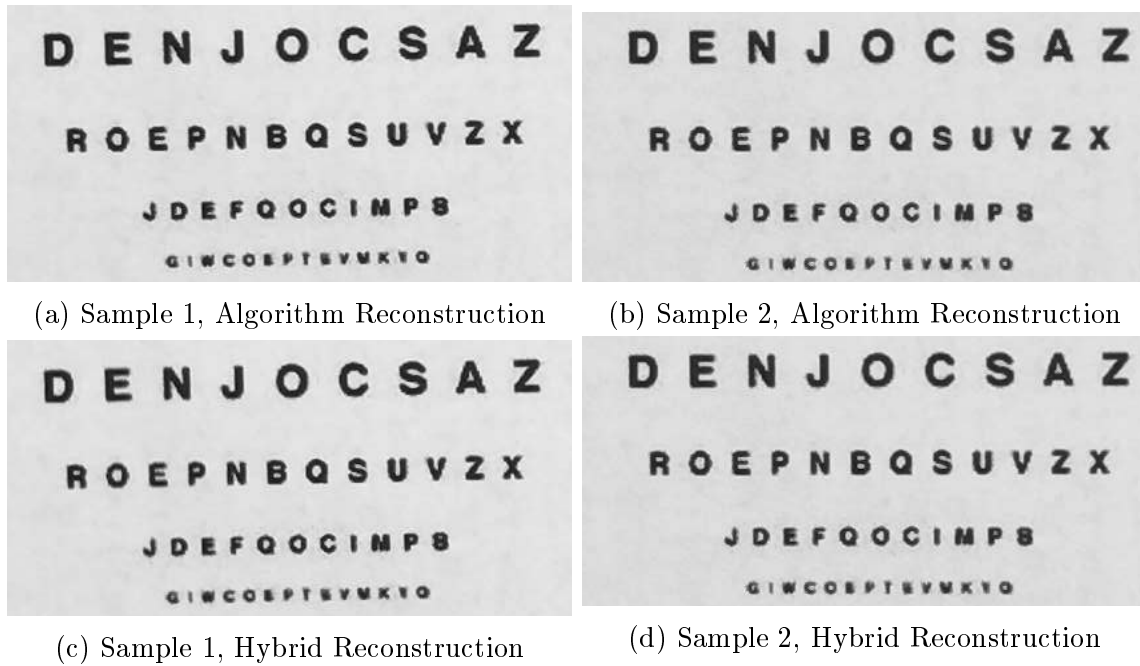 D E N J O C S A Z
R O E P N B Q S U V Z X
J D E F Q O C I M P S
(a) Sample 1, Algorithm Reconstruction
D E N J O C S A Z
R O E P N B Q S U V Z X
J D E F Q O C I M P S
(b) Sample 2, Algorithm Reconstruction
D E N J O C S A Z
R O E P N B Q S U V Z X
J D E F Q O C I M P S
(c) Sample 1, Hybrid Reconstruction
D E N J O C S A Z
R O E P N B Q S U V Z X
J D E F Q O C I M P S
(d) Sample 2, Hybrid Reconstruction